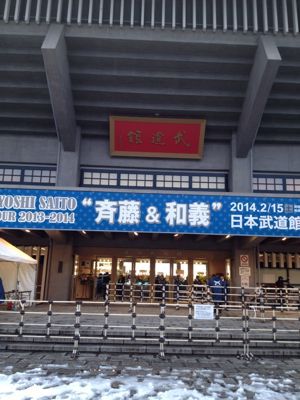 武道館
YOSHI SAITO
OUR 2013-2014
“斉藤 & 和義”
2014.2/15
日本武道館